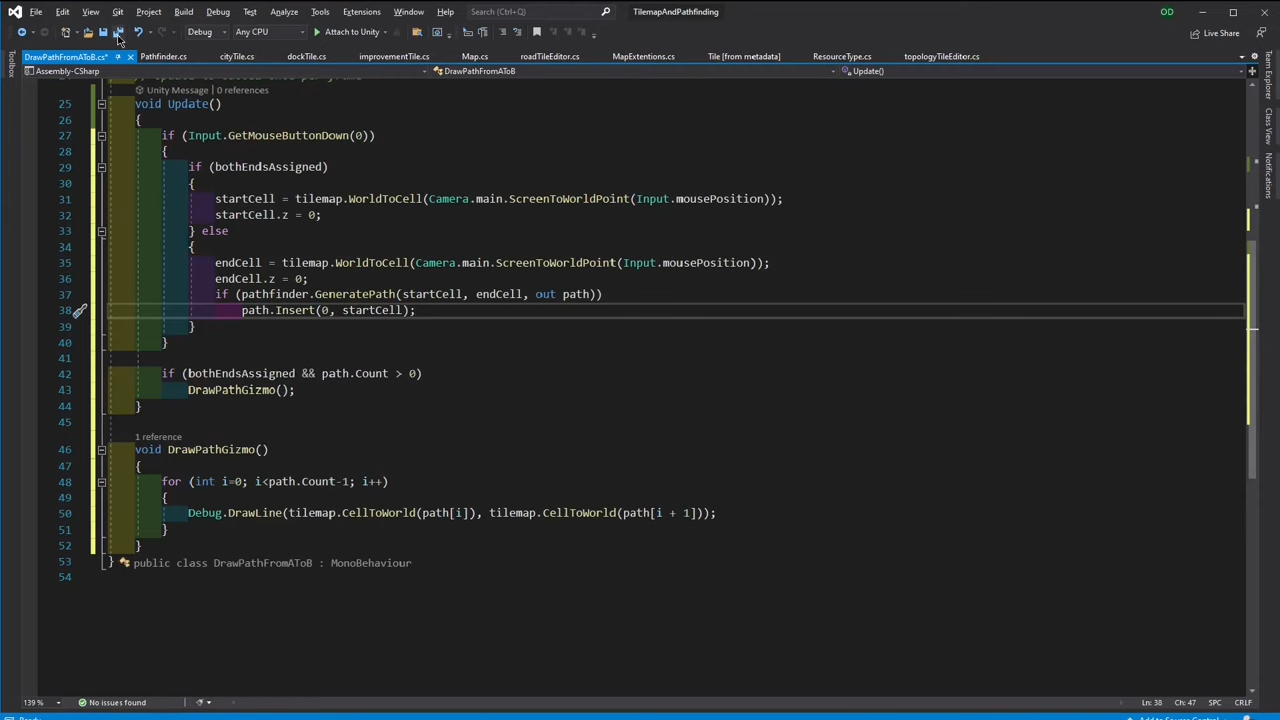 File Edit View Git Project Build Debug Test Analyze Tools Extensions Window Help Search (Ctrl+Q) TilemapAndPathfinding OD
Debug Any CPU Attach to Unity Live Share
DrawPathFromAToB.cs* Pathfinder.cs cityTile.cs dockTile.cs improvementTile.cs Map.cs roadTileEditor.cs MapExtensions.cs Tile [from metadata] ResourceType.cs topologyTileEditor.cs
Assembly-CSharp DrawPathFromAToB Update()
Toolbox
Team Explorer
Class View
Notifications
Unity Message | 0 references
25 void Update()
26 {
27 if (Input.GetMouseButtonDown(0))
28 {
29 if (bothEndsAssigned)
30 {
31 startCell = tilemap.WorldToCell(Camera.main.ScreenToWorldPoint(Input.mousePosition));
32 startCell.z = 0;
33 } else
34 {
35 endCell = tilemap.WorldToCell(Camera.main.ScreenToWorldPoint(Input.mousePosition));
36 endCell.z = 0;
37 if (pathfinder.GeneratePath(startCell, endCell, out path))
38 path.Insert(0, startCell);
39 }
40 }
41
42 if (bothEndsAssigned && path.Count > 0)
43 DrawPathGizmo();
44 }
45
1 reference
46 void DrawPathGizmo()
47 {
48 for (int i=0; i<path.Count-1; i++)
49 {
50 Debug.DrawLine(tilemap.CellToWorld(path[i]), tilemap.CellToWorld(path[i + 1]));
51 }
52 }
53 } public class DrawPathFromAToB : MonoBehaviour
54
139 % No issues found Ln: 38 Ch: 47 SPC CRLF